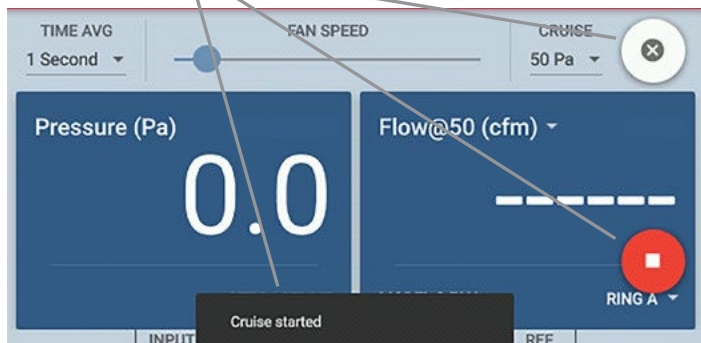 TIME AVG
FAN SPEED
CRUISE
1 Second
50 Pa
Pressure (Pa)
0.0
Flow@50 (cfm)
------
RING A
Cruise started
INPUT
REF